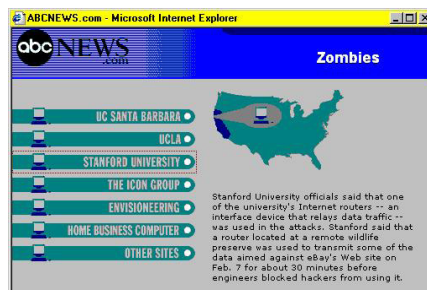 ABCNEWS.com - Microsoft Internet Explorer
abc NEWS
.com
Zombies
UC SANTA BARBARA
UCLA
STANFORD UNIVERSITY
THE ICON GROUP
ENVISIONEERING
HOME BUSINESS COMPUTER
OTHER SITES
Stanford University officials said that one
of the university's Internet routers -- an
interface device that relays data traffic --
was used in the attacks. Stanford said that
a router located at a remote wildlife
preserve was used to transmit some of the
data aimed against eBay's Web site on
Feb. 7 for about 30 minutes before
engineers blocked hackers from using it.